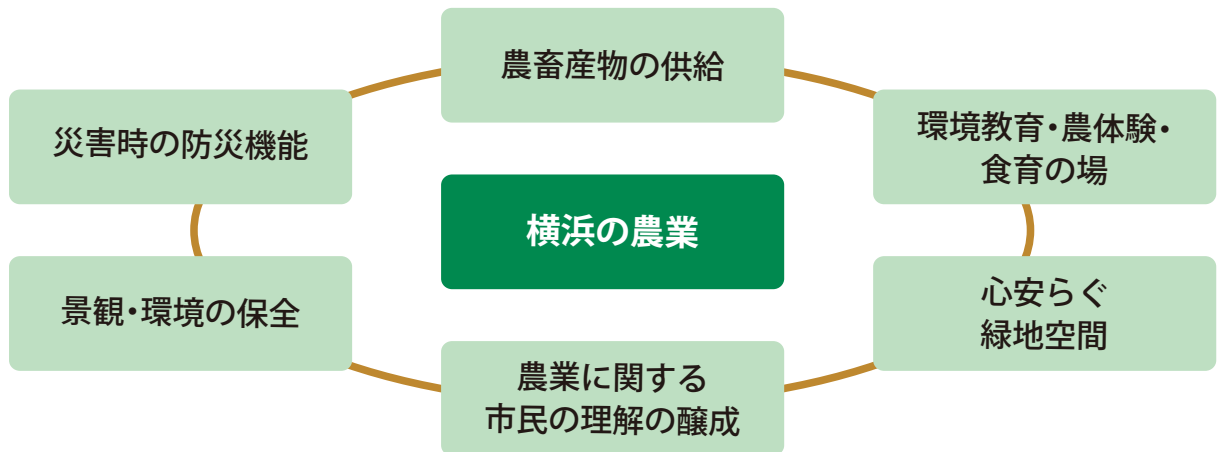 農畜産物の供給
災害時の防災機能
環境教育・農体験・
食育の場
横浜の農業
景観・環境の保全
心安らぐ
緑地空間
農業に関する
市民の理解の醸成